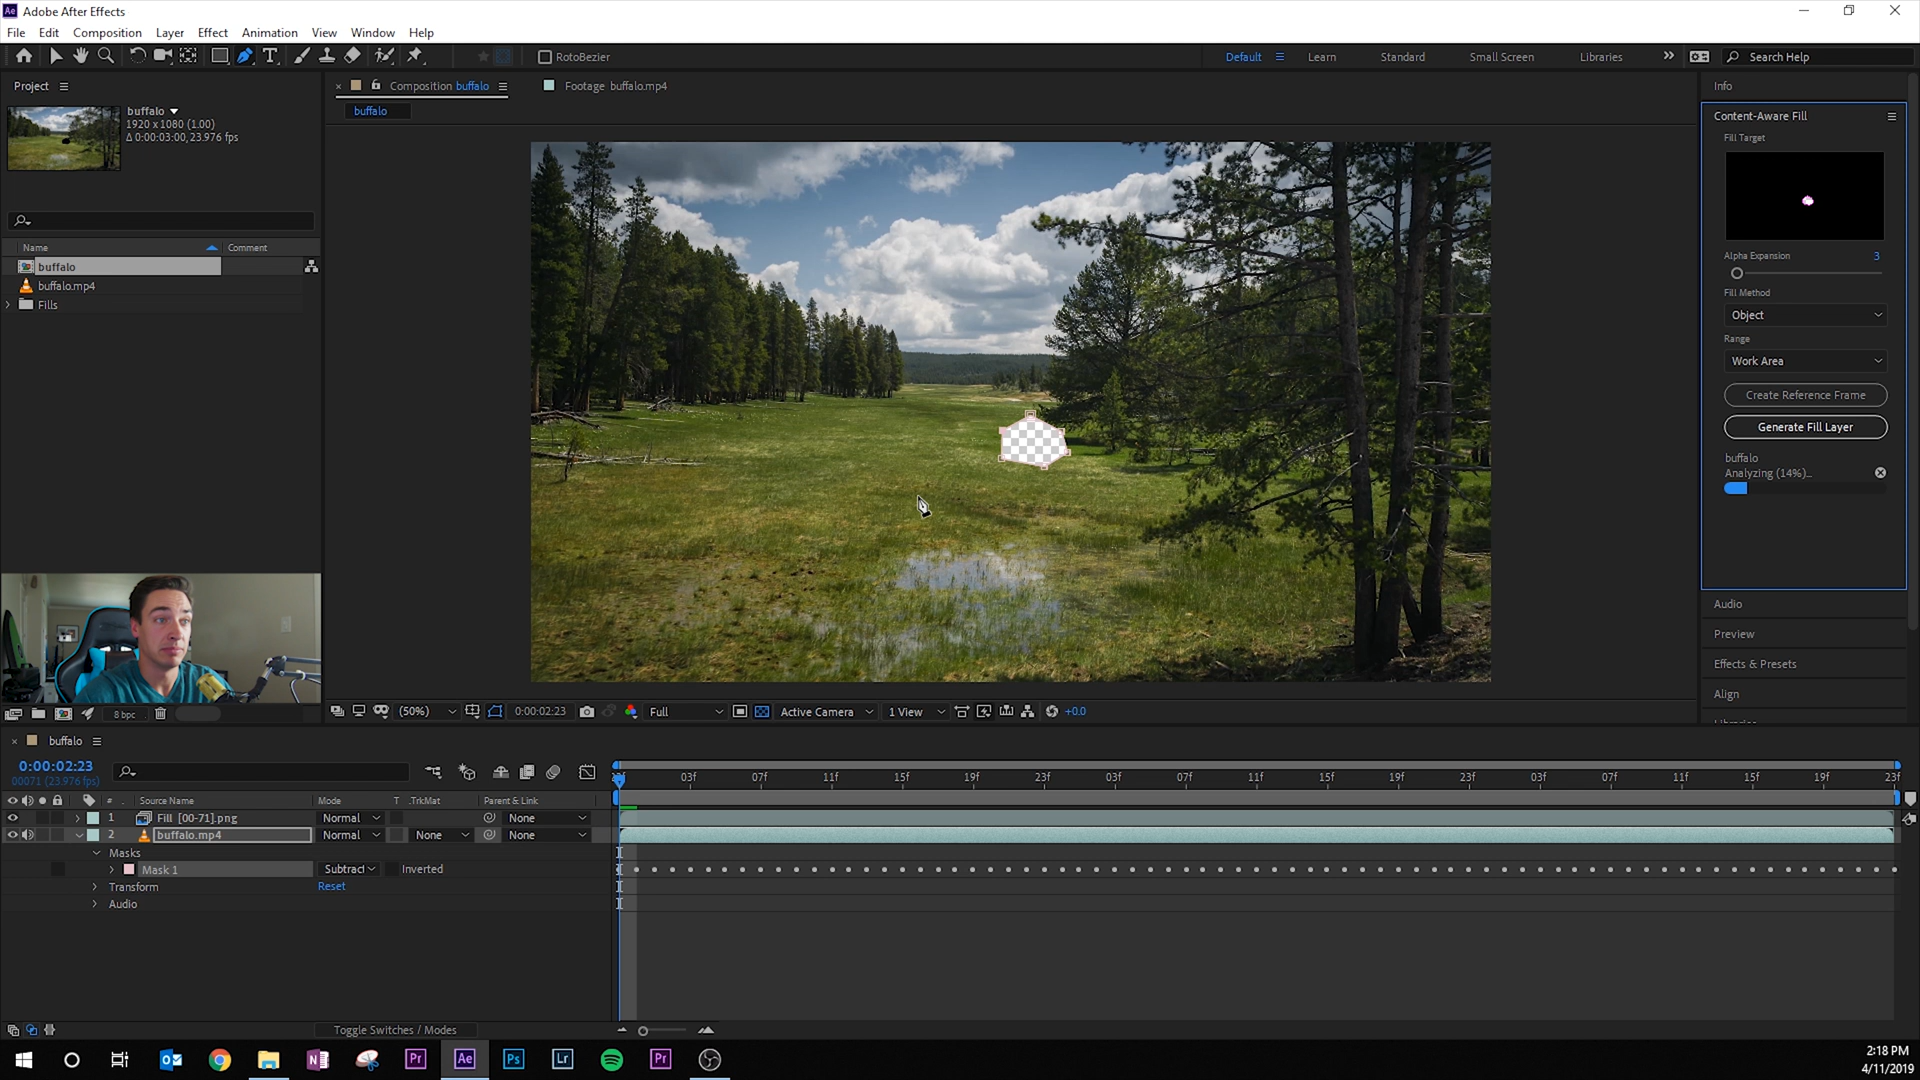 Ae Adobe After Effects
File Edit Composition Layer Effect Animation View Window Help
RotoBezier Default Learn Standard Small Screen Libraries Search Help
Project
buffalo
1920 x 1080 (1.00)
Δ 0:00:03:00, 23.976 fps
Name Comment
buffalo
buffalo.mp4
Fills
8 bpc
Composition buffalo Footage buffalo.mp4
buffalo
(50%) 0:00:02:23 Full Active Camera 1 View +0.0
Info
Content-Aware Fill
Fill Target
Alpha Expansion 3
Fill Method
Object
Range
Work Area
Create Reference Frame
Generate Fill Layer
buffalo
Analyzing (14%)...
Audio
Preview
Effects & Presets
Align
buffalo
0:00:02:23
00071 (23.976 fps)
03f 07f 11f 15f 19f 23f 03f 07f 11f 15f 19f 23f 03f 07f 11f 15f 19f 23f
# Source Name Mode T .TrkMat Parent & Link
1 Fill [00-71].png Normal None
2 buffalo.mp4 Normal None None
Masks
Mask 1 Subtract Inverted
Transform Reset
Audio
Toggle Switches / Modes
N Pr Ae Ps Lr Pr
2:18 PM
4/11/2019